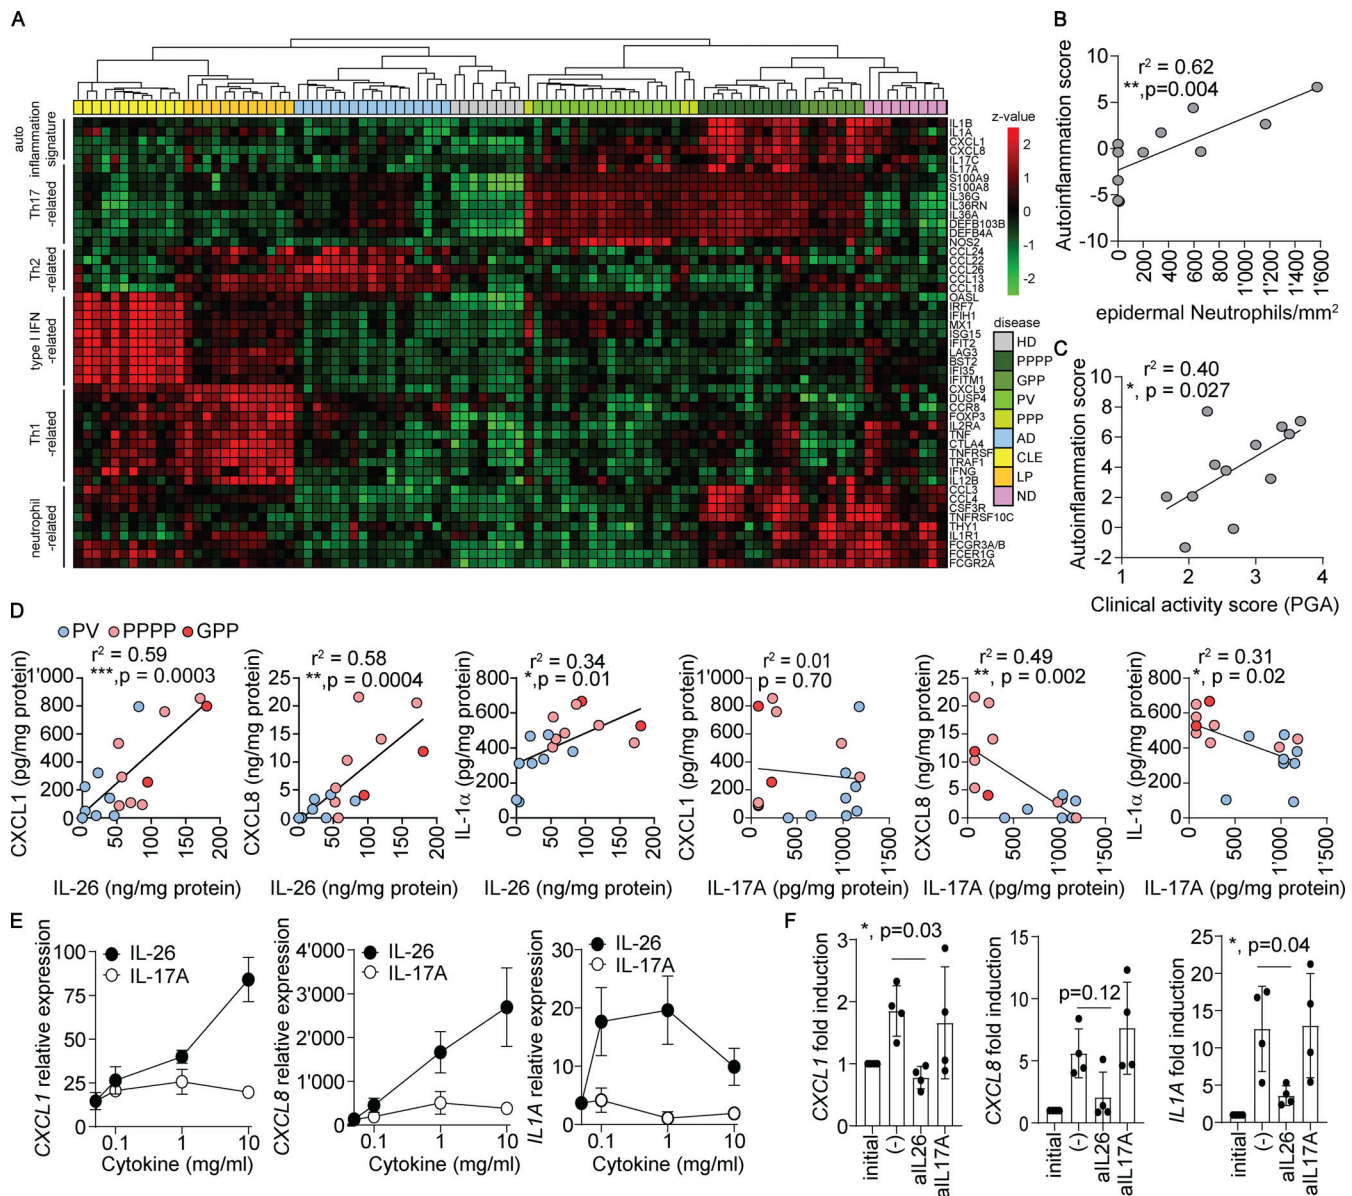 A
auto
inflammation
signature
Th17
-related
Th2
-related
type I IFN
-related
Th1
-related
neutrophil
-related
IL1B
IL1A
CXCL1
CXCL8
IL17C
IL17A
S100A9
S100A8
IL36G
IL36RN
IL36A
DEFB103B
DEFB4A
NOS2
CCL24
CCL22
CCL26
CCL13
CCL18
OASL
IRF7
IFIH1
MX1
ISG15
IFIT2
LAG3
BST2
IFI35
IFITM1
CXCL9
DUSP4
CCR8
FOXP3
IL2RA
TNF
CTLA4
TNFRSF
TRAF1
IFNG
IL12B
CCL3
CCL4
CSF3R
TNFRSF10C
THY1
IL1R1
FCGR3A/B
FCER1G
FCGR2A
z-value
2
1
0
-1
-2
disease
HD
PPPP
GPP
PV
PPP
AD
CLE
LP
ND
B
r² = 0.62
**,p=0.004
Autoinflammation score
10
5
0
-5
-10
0
200
400
600
800
1'000
1'200
1'400
1'600
epidermal Neutrophils/mm²
C
r² = 0.40
*, p = 0.027
Autoinflammation score
10
8
6
4
2
0
-2
1 2 3 4
Clinical activity score (PGA)
D
PV PPPP GPP
r² = 0.59
***,p = 0.0003
CXCL1 (pg/mg protein)
1'000
800
600
400
200
0
0 50 100 150 200
IL-26 (ng/mg protein)
r² = 0.58
**,p = 0.0004
CXCL8 (ng/mg protein)
25
20
15
10
5
0
0 50 100 150 200
IL-26 (ng/mg protein)
r² = 0.34
*,p = 0.01
IL-1α (pg/mg protein)
800
600
400
200
0
0 50 100 150 200
IL-26 (ng/mg protein)
r² = 0.01
p = 0.70
CXCL1 (pg/mg protein)
1'000
800
600
400
200
0
0 500 1'000 1'500
IL-17A (pg/mg protein)
r² = 0.49
**, p = 0.002
CXCL8 (ng/mg protein)
25
20
15
10
5
0
0 500 1'000 1'500
IL-17A (pg/mg protein)
r² = 0.31
*, p = 0.02
IL-1α (pg/mg protein)
1'000
800
600
400
200
0
0 500 1'000 1'500
IL-17A (pg/mg protein)
E
CXCL1 relative expression
100
75
50
25
0
IL-26
IL-17A
0.1 1 10
Cytokine (mg/ml)
CXCL8 relative expression
4'000
3'000
2'000
1'000
0
IL-26
IL-17A
0.1 1 10
Cytokine (mg/ml)
IL1A relative expression
30
20
10
0
IL-26
IL-17A
0.1 1 10
Cytokine (mg/ml)
F
*, p=0.03
CXCL1 fold induction
3
2
1
0
initial
(-)
aIL26
aIL17A
p=0.12
CXCL8 fold induction
15
10
5
0
initial
(-)
aIL26
aIL17A
*, p=0.04
IL1A fold induction
25
20
15
10
5
0
initial
(-)
aIL26
aIL17A